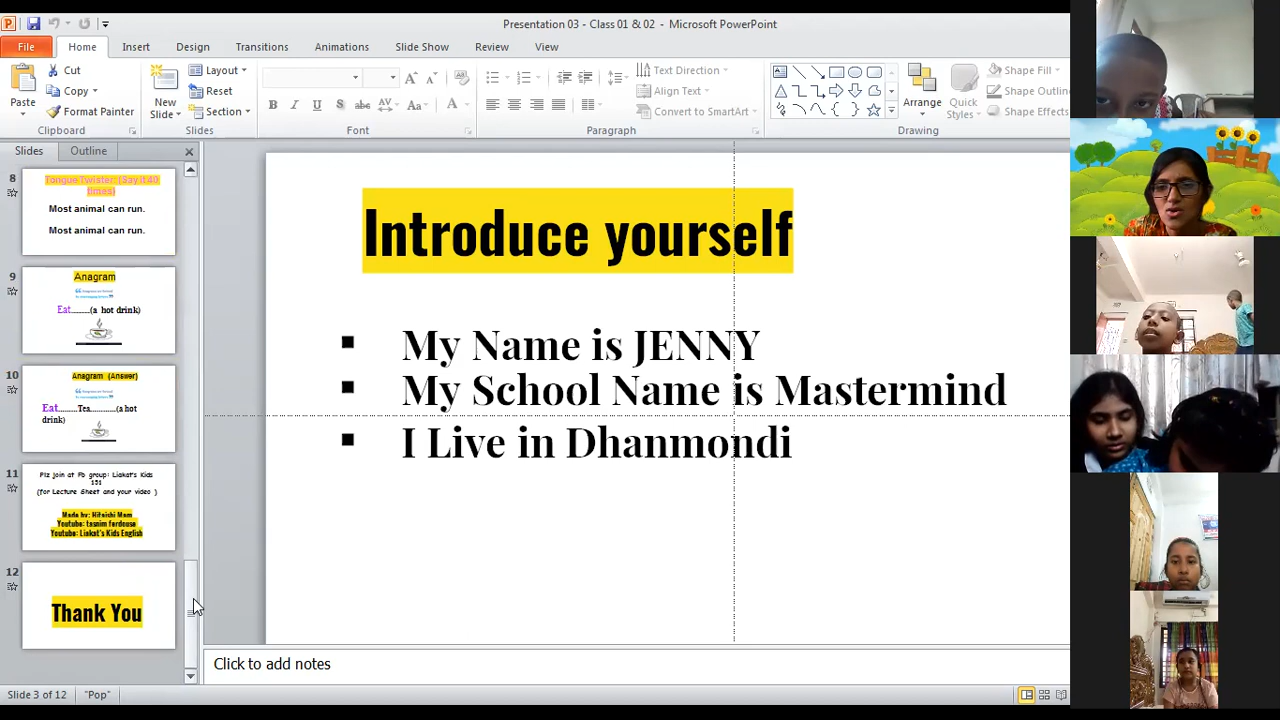 Presentation 03 - Class 01 & 02 - Microsoft PowerPoint
File Home Insert Design Transitions Animations Slide Show Review View
Paste
Cut
Copy
Format Painter
Clipboard
New Slide
Layout
Reset
Section
Slides
Font
Text Direction
Align Text
Convert to SmartArt
Paragraph
Arrange
Quick Styles
Shape Fill
Shape Outline
Shape Effects
Drawing
Slides Outline
8
Tongue Twister: (Say it 40
times)
Most animal can run.
Most animal can run.
9
Anagram
Eat.........(a hot drink)
10
Anagram (Answer)
Eat..........Tea.............(a hot
drink)
11
Plz join at Fb group: Liakat's Kids
151
(for Lecture Sheet and your video )
Made by: Hitoishi Mam
Youtube: tasnim ferdouse
Youtube: Liakat's Kids English
12
Thank You
Introduce yourself
My Name is JENNY
My School Name is Mastermind
I Live in Dhanmondi
Click to add notes
Slide 3 of 12 "Pop"